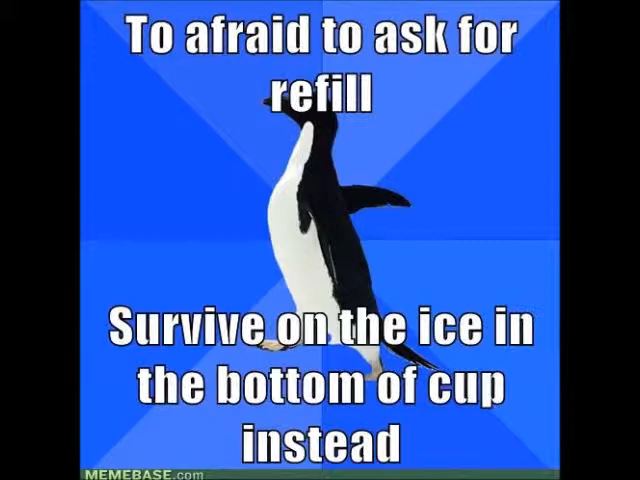 To afraid to ask for
refill
Survive on the ice in
the bottom of cup
instead
MEMEBASE.com